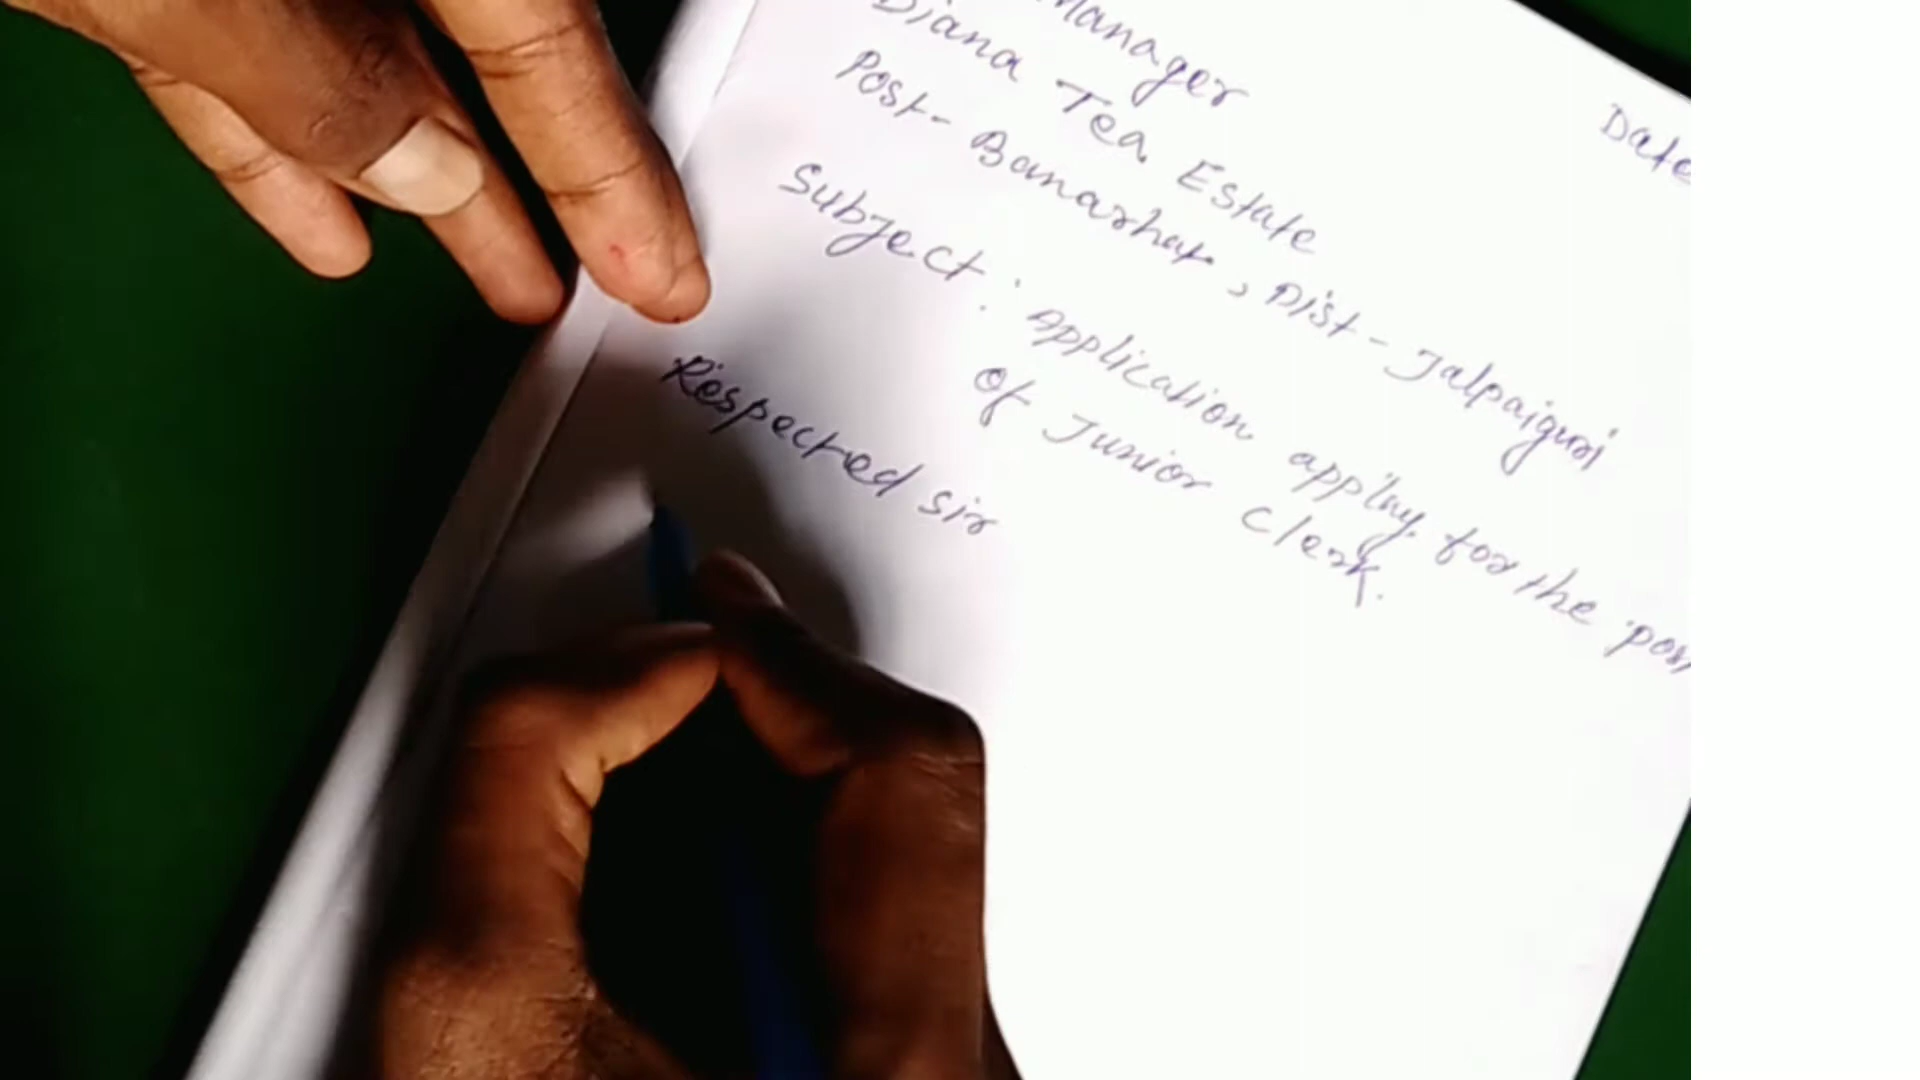 Manager
Date
Diana Tea Estate
Post- Banarhat, Dist - Jalpaiguri
Subject : Application applny for the post
of Junior Clerk.
Respected sir